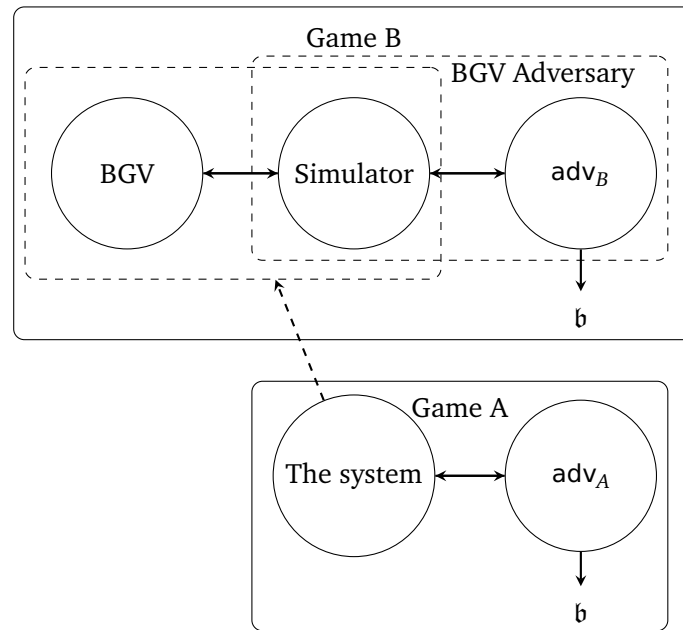 Game B
BGV Adversary
BGV
Simulator
adv_B
𝔟
Game A
The system
adv_A
𝔟